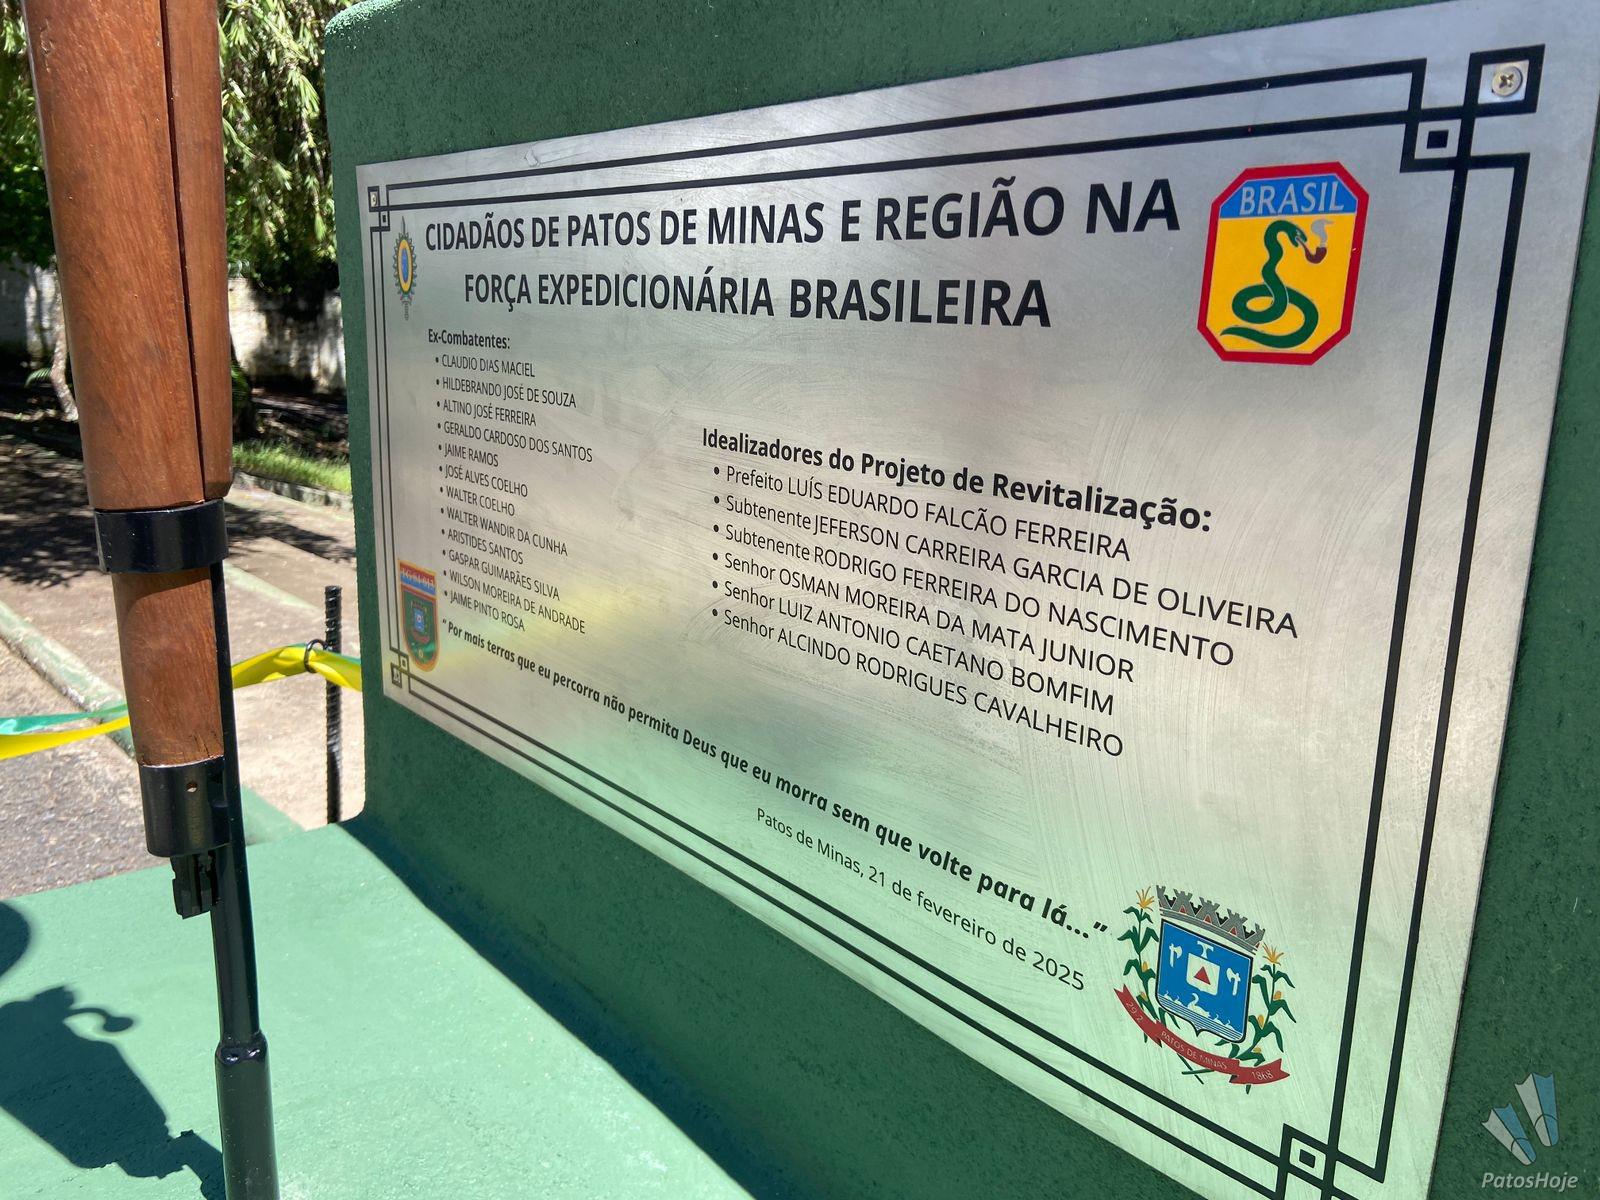 CIDADÃOS DE PATOS DE MINAS E REGIÃO NA
FORÇA EXPEDICIONÁRIA BRASILEIRA
BRASIL
Ex-Combatentes:
• CLAUDIO DIAS MACIEL
• HILDEBRANDO JOSÉ DE SOUZA
• ALTINO JOSÉ FERREIRA
• GERALDO CARDOSO DOS SANTOS
• JAIME RAMOS
• JOSÉ ALVES COELHO
• WALTER COELHO
• WALTER WANDIR DA CUNHA
• ARISTIDES SANTOS
• GASPAR GUIMARÃES SILVA
• WILSON MOREIRA DE ANDRADE
• JAIME PINTO ROSA
Idealizadores do Projeto de Revitalização:
• Prefeito LUÍS EDUARDO FALCÃO FERREIRA
• Subtenente JEFERSON CARREIRA GARCIA DE OLIVEIRA
• Subtenente RODRIGO FERREIRA DO NASCIMENTO
• Senhor OSMAN MOREIRA DA MATA JUNIOR
• Senhor LUIZ ANTONIO CAETANO BOMFIM
• Senhor ALCINDO RODRIGUES CAVALHEIRO
" Por mais terras que eu percorra não permita Deus que eu morra sem que volte para lá..."
Patos de Minas, 21 de fevereiro de 2025
29.2 PATOS DE MINAS 1868
PatosHoje